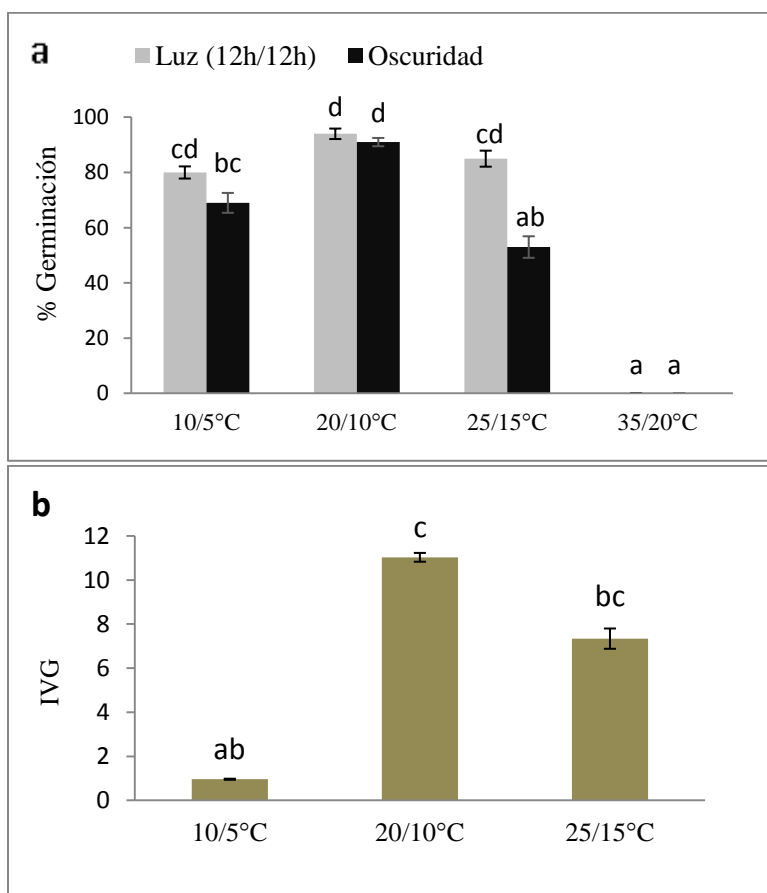 a
Luz (12h/12h) Oscuridad
% Germinación
100
80
60
40
20
0
cd bc d d cd ab a a
10/5°C 20/10°C 25/15°C 35/20°C
b
IVG
12
10
8
6
4
2
0
ab c bc
10/5°C 20/10°C 25/15°C